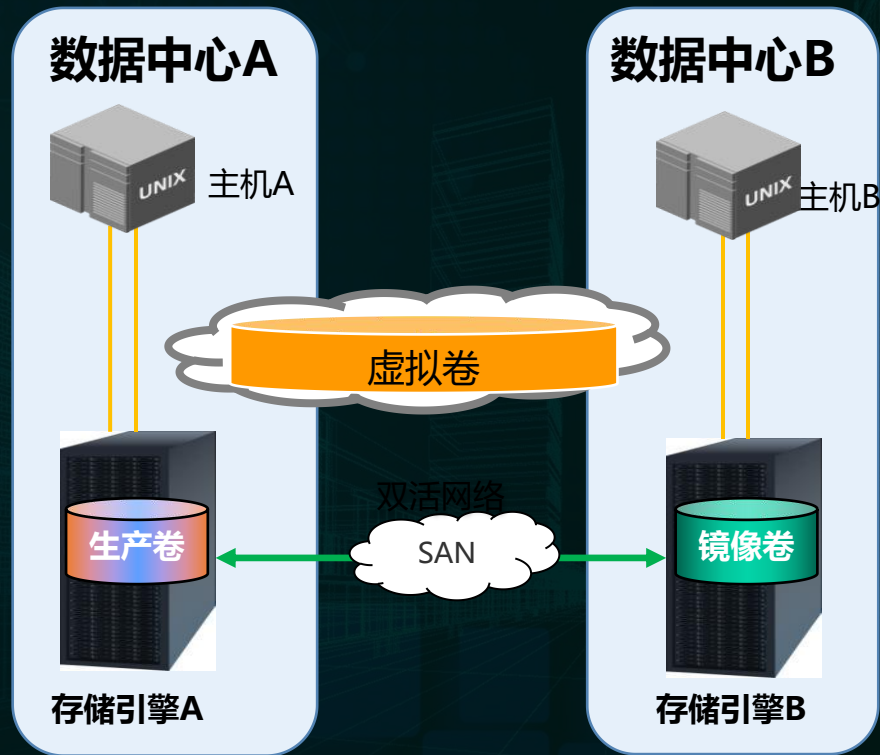 数据中心A
数据中心B
UNIX
主机A
UNIX
主机B
虚拟卷
双活网络
生产卷
SAN
镜像卷
存储引擎A
存储引擎B